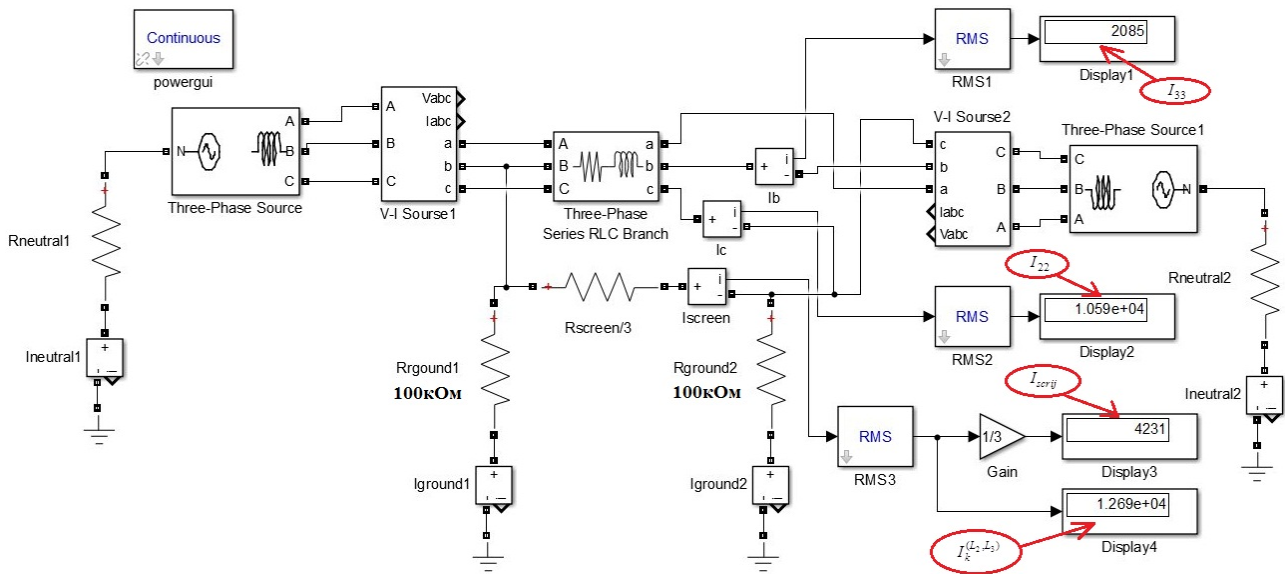 Continuous
powergui
RMS
RMS1
2085
Display1
I33
N
A
B
C
Three-Phase Source
A
B
C
Vabc
Iabc
a
b
c
V-I Sourse1
A
B
C
a
b
c
Three-Phase
Series RLC Branch
+
i
-
Ib
+
i
-
Ic
V-I Sourse2
c
b
a
Iabc
Vabc
C
B
A
Three-Phase Source1
C
B
A
N
Rneutral1
+
Ineutral1
+
-
i
+
Rscreen/3
+
i
-
Iscreen
+
Rground1
100кОм
+
Rground2
100кОм
Iground1
+
-
i
Iground2
+
-
i
RMS
RMS2
I22
1.059e+04
Display2
+
Rneutral2
Ineutral2
+
-
i
RMS
RMS3
1/3
Gain
Iscrij
4231
Display3
1.269e+04
Display4
Ik(L2,L3)